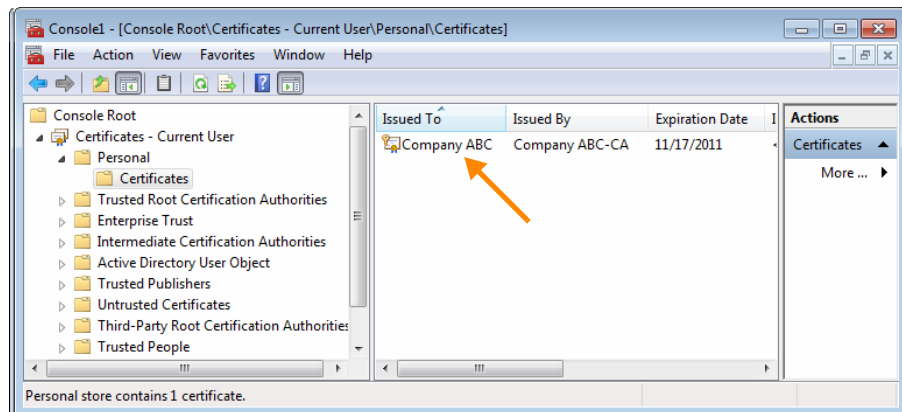 Console1 - [Console Root\Certificates - Current User\Personal\Certificates]
File Action View Favorites Window Help
Console Root
Certificates - Current User
Personal
Certificates
Trusted Root Certification Authorities
Enterprise Trust
Intermediate Certification Authorities
Active Directory User Object
Trusted Publishers
Untrusted Certificates
Third-Party Root Certification Authorities
Trusted People
Issued To Issued By Expiration Date I
Company ABC Company ABC-CA 11/17/2011
Actions
Certificates
More ...
Personal store contains 1 certificate.